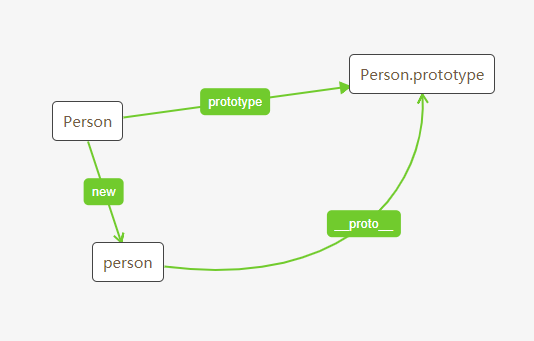 Person.prototype
prototype
Person
new
__proto__
person